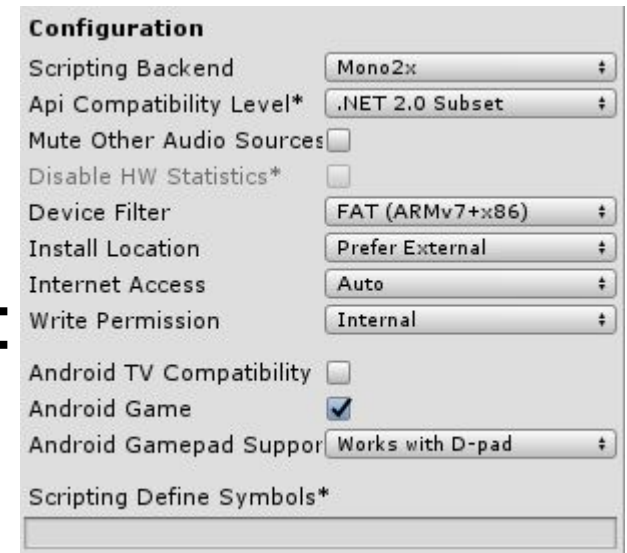 Configuration
Scripting Backend Mono2x
Api Compatibility Level* .NET 2.0 Subset
Mute Other Audio Sources
Disable HW Statistics*
Device Filter FAT (ARMv7+x86)
Install Location Prefer External
Internet Access Auto
Write Permission Internal
Android TV Compatibility
Android Game
Android Gamepad Suppor Works with D-pad
Scripting Define Symbols*